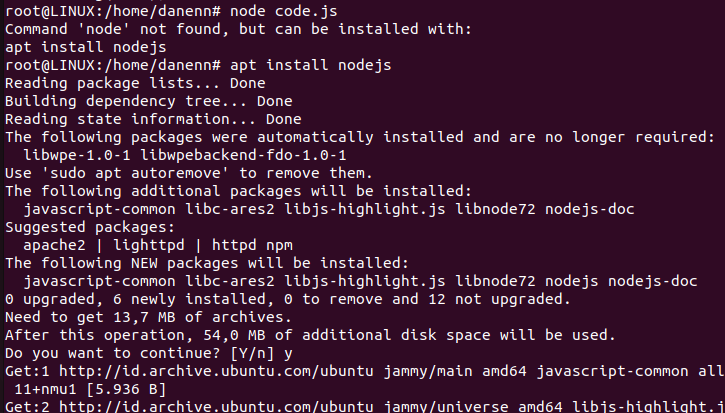 root@LINUX:/home/danenn# node code.js
Command 'node' not found, but can be installed with:
apt install nodejs
root@LINUX:/home/danenn# apt install nodejs
Reading package lists... Done
Building dependency tree... Done
Reading state information... Done
The following packages were automatically installed and are no longer required:
  libwpe-1.0-1 libwpebackend-fdo-1.0-1
Use 'sudo apt autoremove' to remove them.
The following additional packages will be installed:
  javascript-common libc-ares2 libjs-highlight.js libnode72 nodejs-doc
Suggested packages:
  apache2 | lighttpd | httpd npm
The following NEW packages will be installed:
  javascript-common libc-ares2 libjs-highlight.js libnode72 nodejs nodejs-doc
0 upgraded, 6 newly installed, 0 to remove and 12 not upgraded.
Need to get 13,7 MB of archives.
After this operation, 54,0 MB of additional disk space will be used.
Do you want to continue? [Y/n] y
Get:1 http://id.archive.ubuntu.com/ubuntu jammy/main amd64 javascript-common all
 11+nmu1 [5.936 B]
Get:2 http://id.archive.ubuntu.com/ubuntu jammy/universe amd64 libjs-highlight.j